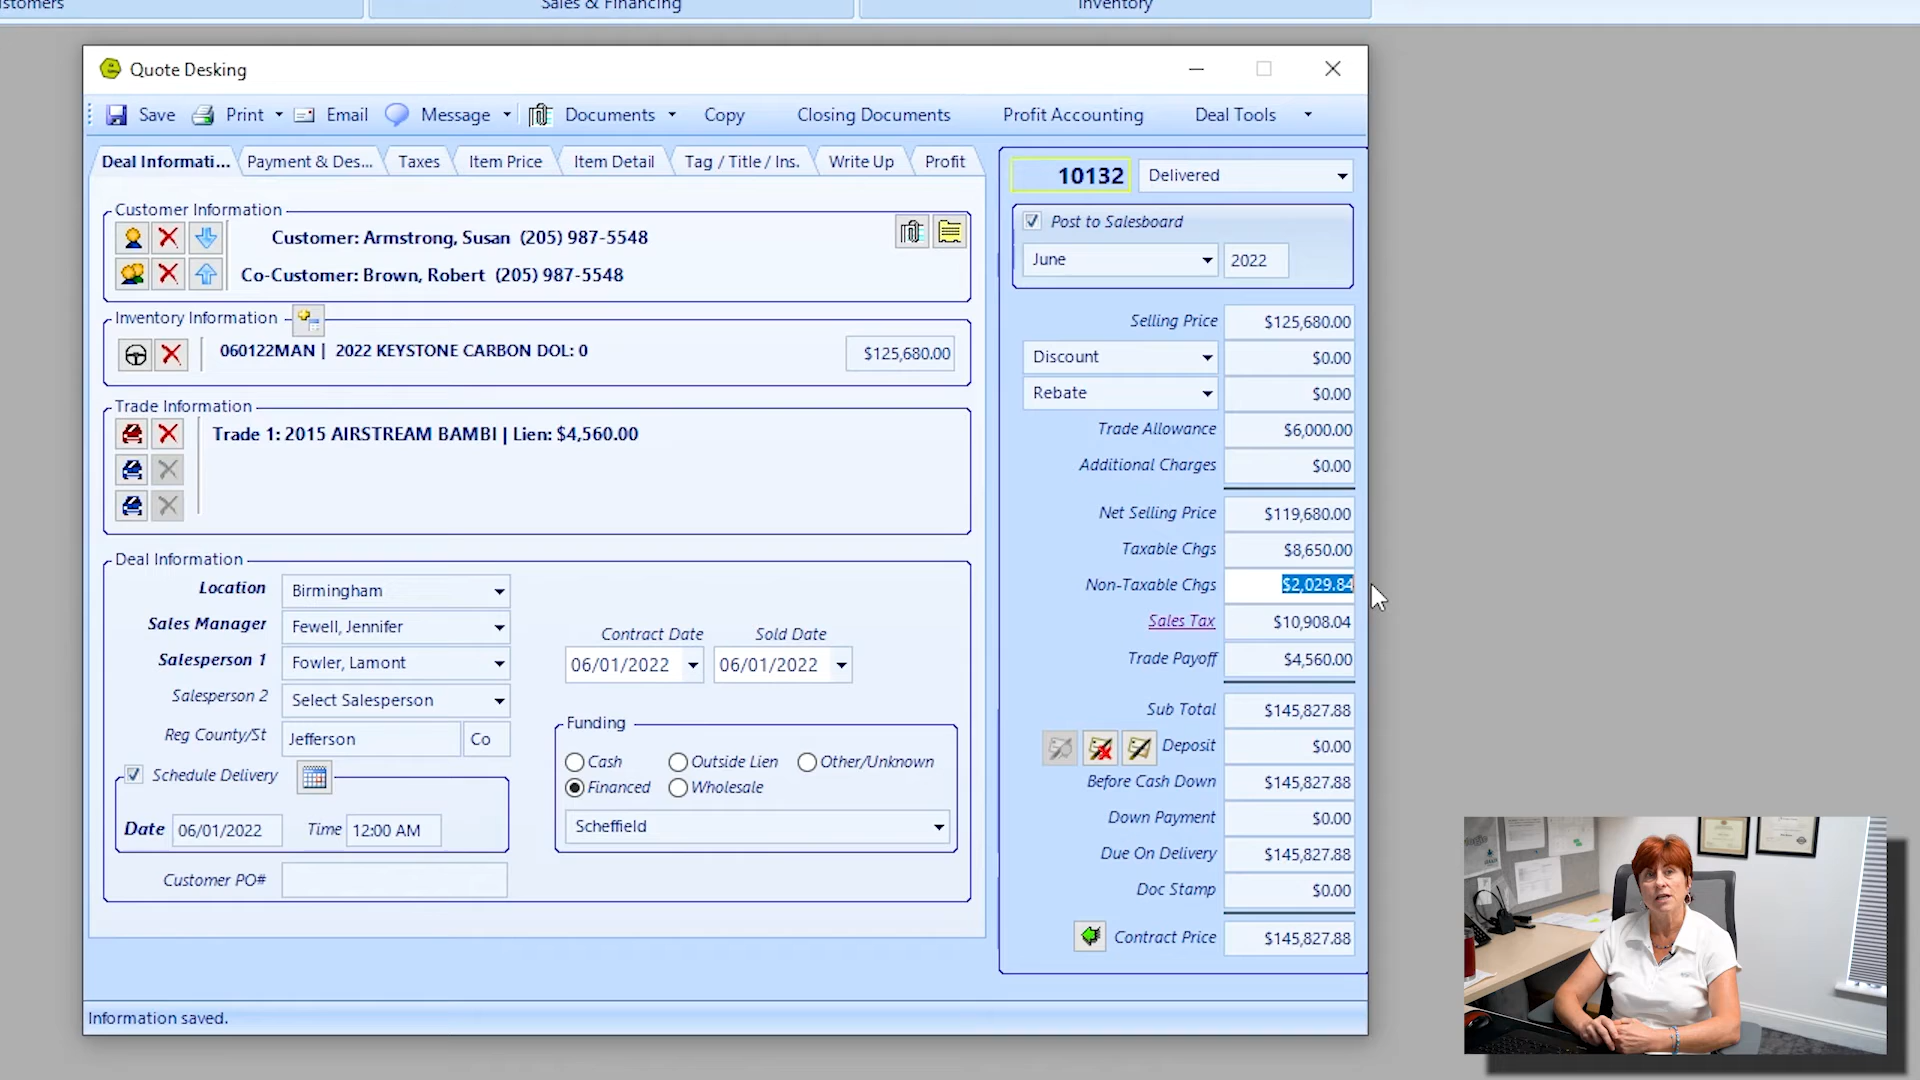 Sales & Financing
Inventory
Quote Desking
Save Print Email Message Documents Copy Closing Documents Profit Accounting Deal Tools
Deal Informati... Payment & Des... Taxes Item Price Item Detail Tag / Title / Ins. Write Up Profit
Customer Information
Customer: Armstrong, Susan (205) 987-5548
Co-Customer: Brown, Robert (205) 987-5548
Inventory Information
060122MAN | 2022 KEYSTONE CARBON DOL: 0
$125,680.00
Trade Information
Trade 1: 2015 AIRSTREAM BAMBI | Lien: $4,560.00
Deal Information
Location Birmingham
Sales Manager Fewell, Jennifer
Salesperson 1 Fowler, Lamont
Salesperson 2 Select Salesperson
Reg County/St Jefferson Co
Schedule Delivery
Date 06/01/2022 Time 12:00 AM
Customer PO#
Contract Date Sold Date
06/01/2022 06/01/2022
Funding
Cash Outside Lien Other/Unknown
Financed Wholesale
Scheffield
10132 Delivered
Post to Salesboard
June 2022
Selling Price $125,680.00
Discount $0.00
Rebate $0.00
Trade Allowance $6,000.00
Additional Charges $0.00
Net Selling Price $119,680.00
Taxable Chgs $8,650.00
Non-Taxable Chgs $2,029.84
Sales Tax $10,908.04
Trade Payoff $4,560.00
Sub Total $145,827.88
Deposit $0.00
Before Cash Down $145,827.88
Down Payment $0.00
Due On Delivery $145,827.88
Doc Stamp $0.00
Contract Price $145,827.88
Information saved.